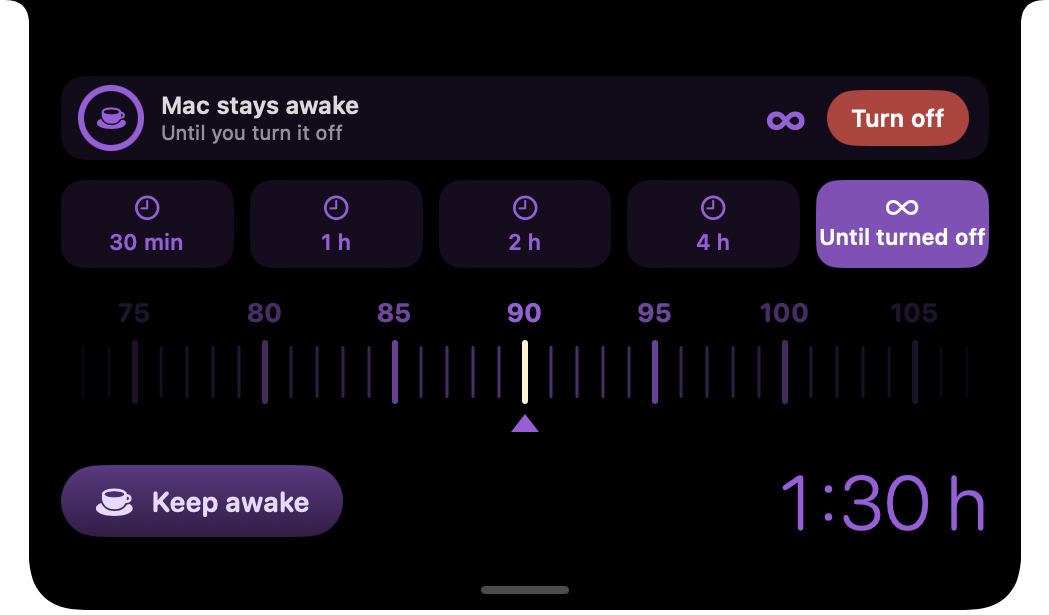 Mac stays awake
Until you turn it off
Turn off
30 min
1 h
2 h
4 h
Until turned off
75 80 85 90 95 100 105
Keep awake
1:30 h